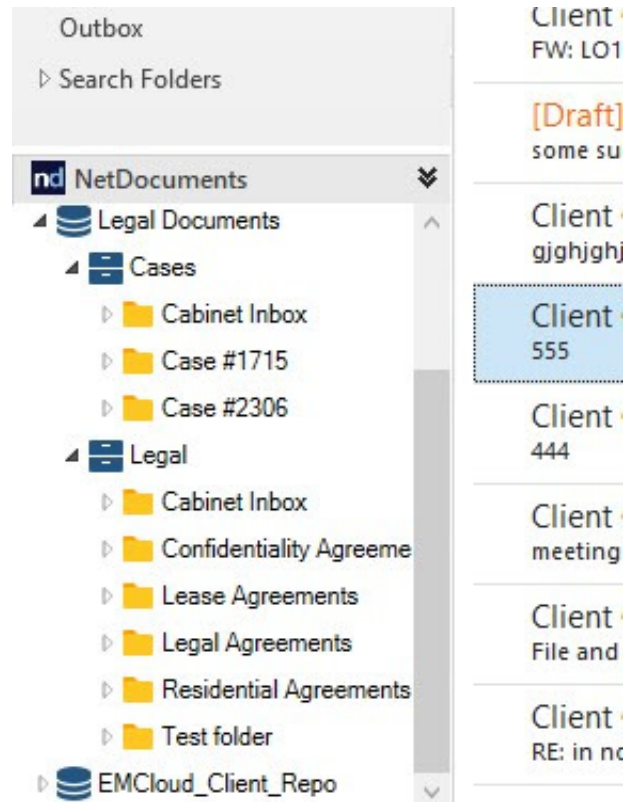 Outbox
Search Folders
nd NetDocuments
Legal Documents
Cases
Cabinet Inbox
Case #1715
Case #2306
Legal
Cabinet Inbox
Confidentiality Agreeme
Lease Agreements
Legal Agreements
Residential Agreements
Test folder
EMCloud_Client_Repo
Client
FW: LO1
[Draft]
some su
Client
gjghjghj
Client
555
Client
444
Client
meeting
Client
File and
Client
RE: in no